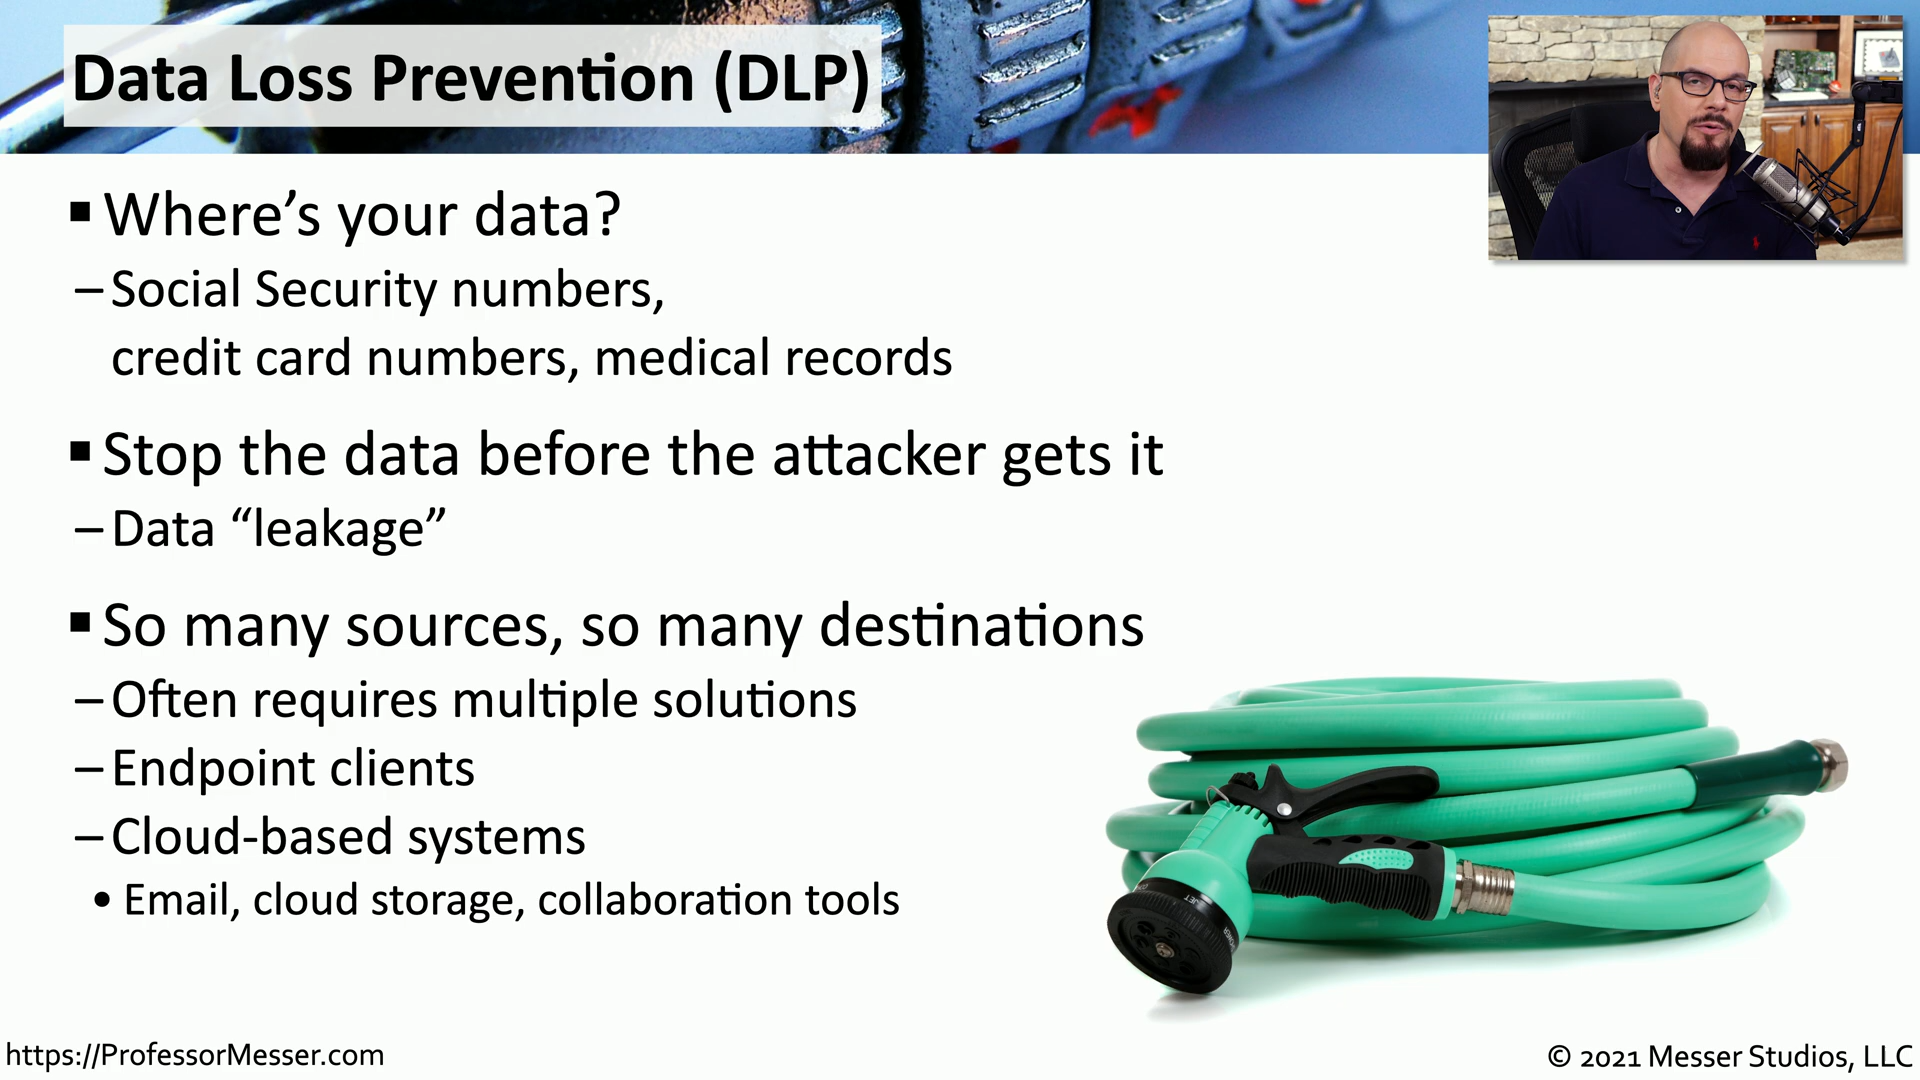 Data Loss Prevention (DLP)
▪ Where’s your data?
– Social Security numbers,
credit card numbers, medical records
▪ Stop the data before the attacker gets it
– Data “leakage”
▪ So many sources, so many destinations
– Often requires multiple solutions
– Endpoint clients
– Cloud-based systems
• Email, cloud storage, collaboration tools
JET
https://ProfessorMesser.com
© 2021 Messer Studios, LLC